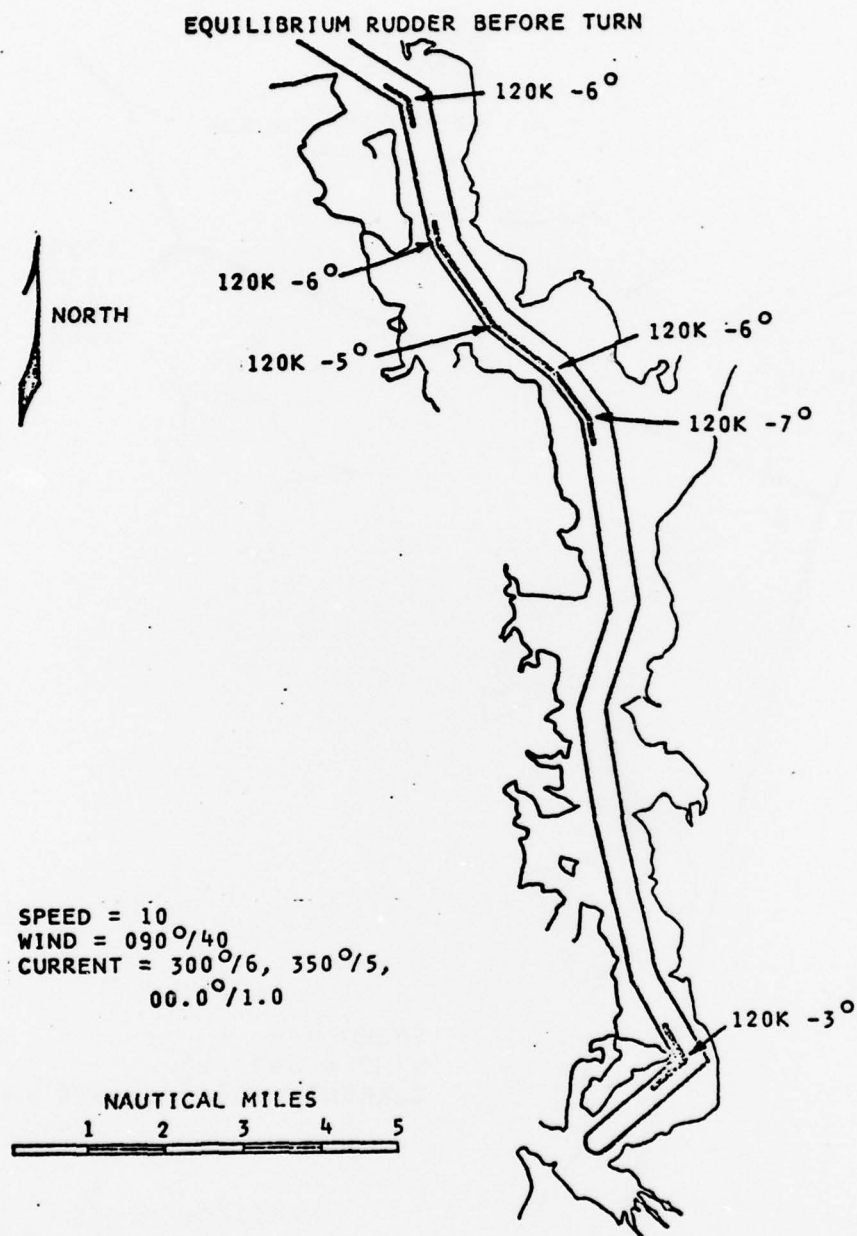 EQUILIBRIUM RUDDER BEFORE TURN
120K -6°
120K -6°
NORTH
120K -6°
120K -5°
120K -7°
SPEED = 10
WIND = 090°/40
CURRENT = 300°/6, 350°/5,
00.0°/1.0
120K -3°
NAUTICAL MILES
1 2 3 4 5